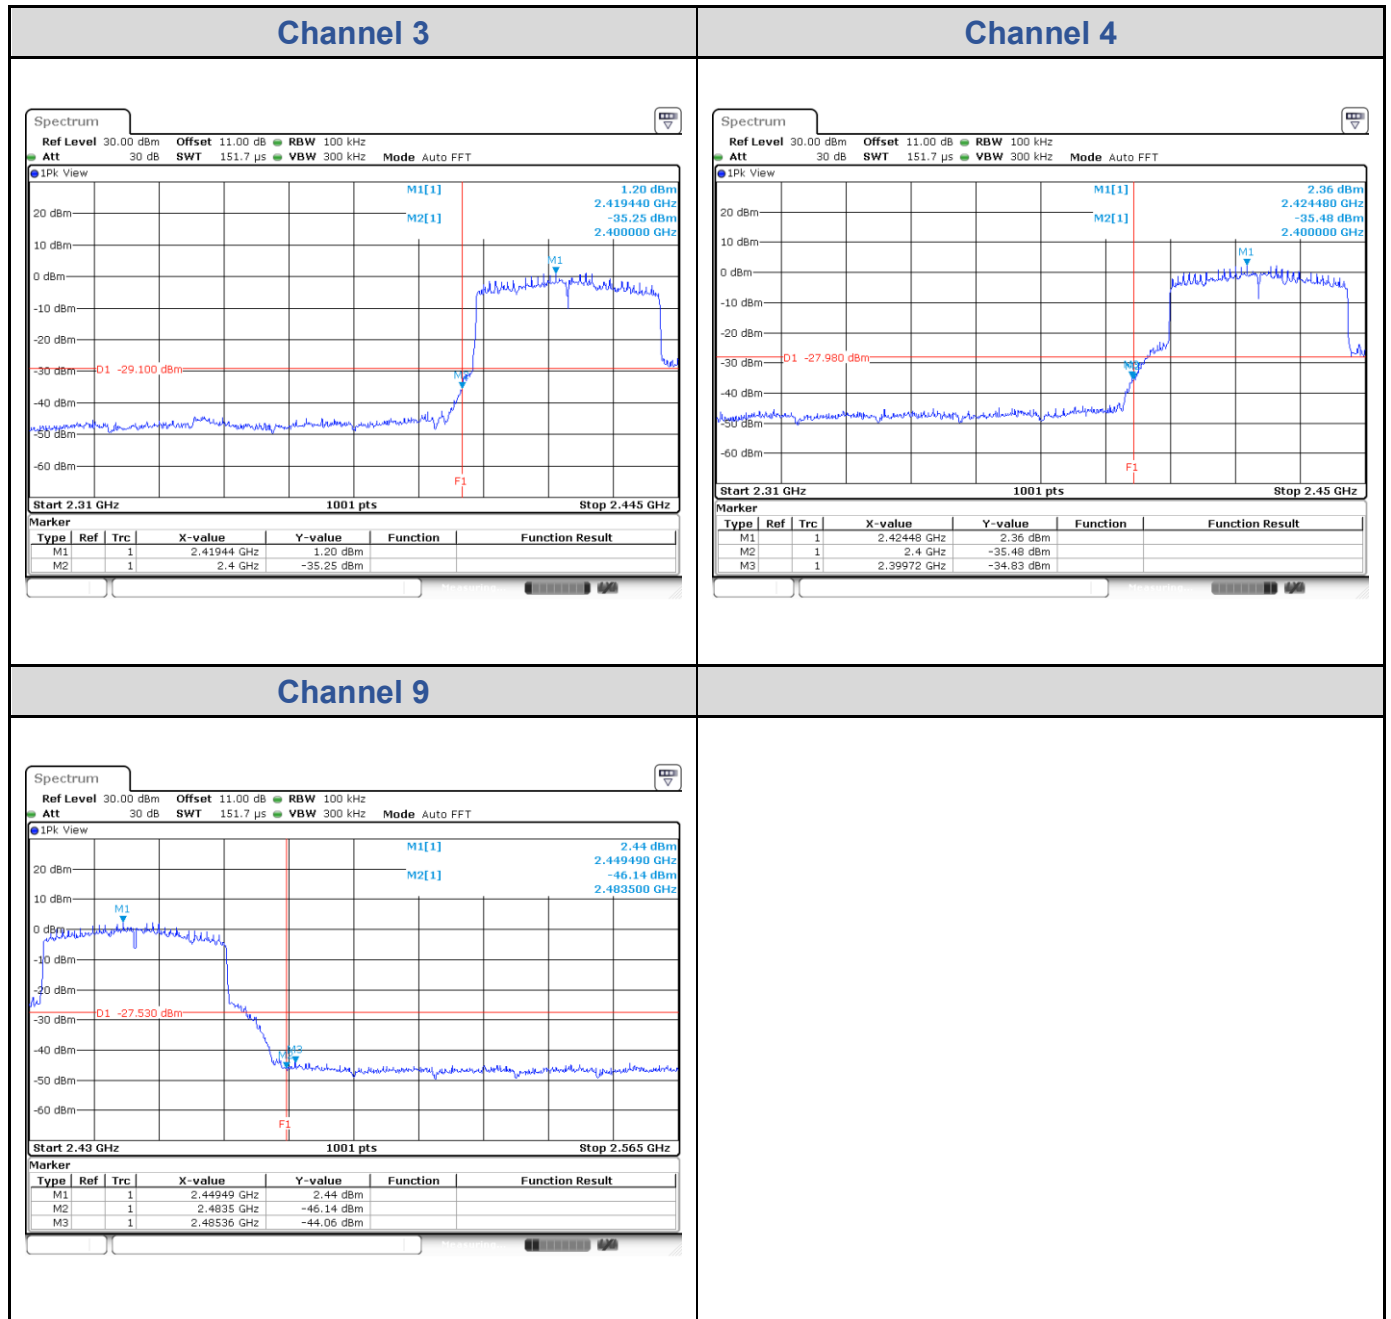 Channel 3
Channel 4
Spectrum
Ref Level 30.00 dBm Offset 11.00 dB RBW 100 kHz
Att 30 dB SWT 151.7 µs VBW 300 kHz Mode Auto FFT
1Pk View
M1[1] 1.20 dBm
2.419440 GHz
M2[1] -35.25 dBm
2.400000 GHz
20 dBm
10 dBm
M1
0 dBm
-10 dBm
-20 dBm
-30 dBm
D1 -29.100 dBm
-40 dBm
-50 dBm
-60 dBm
F1
Start 2.31 GHz 1001 pts Stop 2.445 GHz
Marker
Type Ref Trc X-value Y-value Function Function Result
M1 1 2.41944 GHz 1.20 dBm
M2 1 2.4 GHz -35.25 dBm
Spectrum
Ref Level 30.00 dBm Offset 11.00 dB RBW 100 kHz
Att 30 dB SWT 151.7 µs VBW 300 kHz Mode Auto FFT
1Pk View
M1[1] 2.36 dBm
2.424480 GHz
M2[1] -35.48 dBm
2.400000 GHz
20 dBm
10 dBm
M1
0 dBm
-10 dBm
-20 dBm
-30 dBm
D1 -27.980 dBm
-40 dBm
-50 dBm
-60 dBm
F1
Start 2.31 GHz 1001 pts Stop 2.45 GHz
Marker
Type Ref Trc X-value Y-value Function Function Result
M1 1 2.42448 GHz 2.36 dBm
M2 1 2.4 GHz -35.48 dBm
M3 1 2.39972 GHz -34.83 dBm
Channel 9
Spectrum
Ref Level 30.00 dBm Offset 11.00 dB RBW 100 kHz
Att 30 dB SWT 151.7 µs VBW 300 kHz Mode Auto FFT
1Pk View
M1[1] 2.44 dBm
2.449490 GHz
M2[1] -46.14 dBm
2.483500 GHz
20 dBm
10 dBm
M1
0 dBm
-10 dBm
-20 dBm
D1 -27.530 dBm
-30 dBm
-40 dBm
M3
-50 dBm
-60 dBm
F1
Start 2.43 GHz 1001 pts Stop 2.565 GHz
Marker
Type Ref Trc X-value Y-value Function Function Result
M1 1 2.44949 GHz 2.44 dBm
M2 1 2.4835 GHz -46.14 dBm
M3 1 2.48536 GHz -44.06 dBm